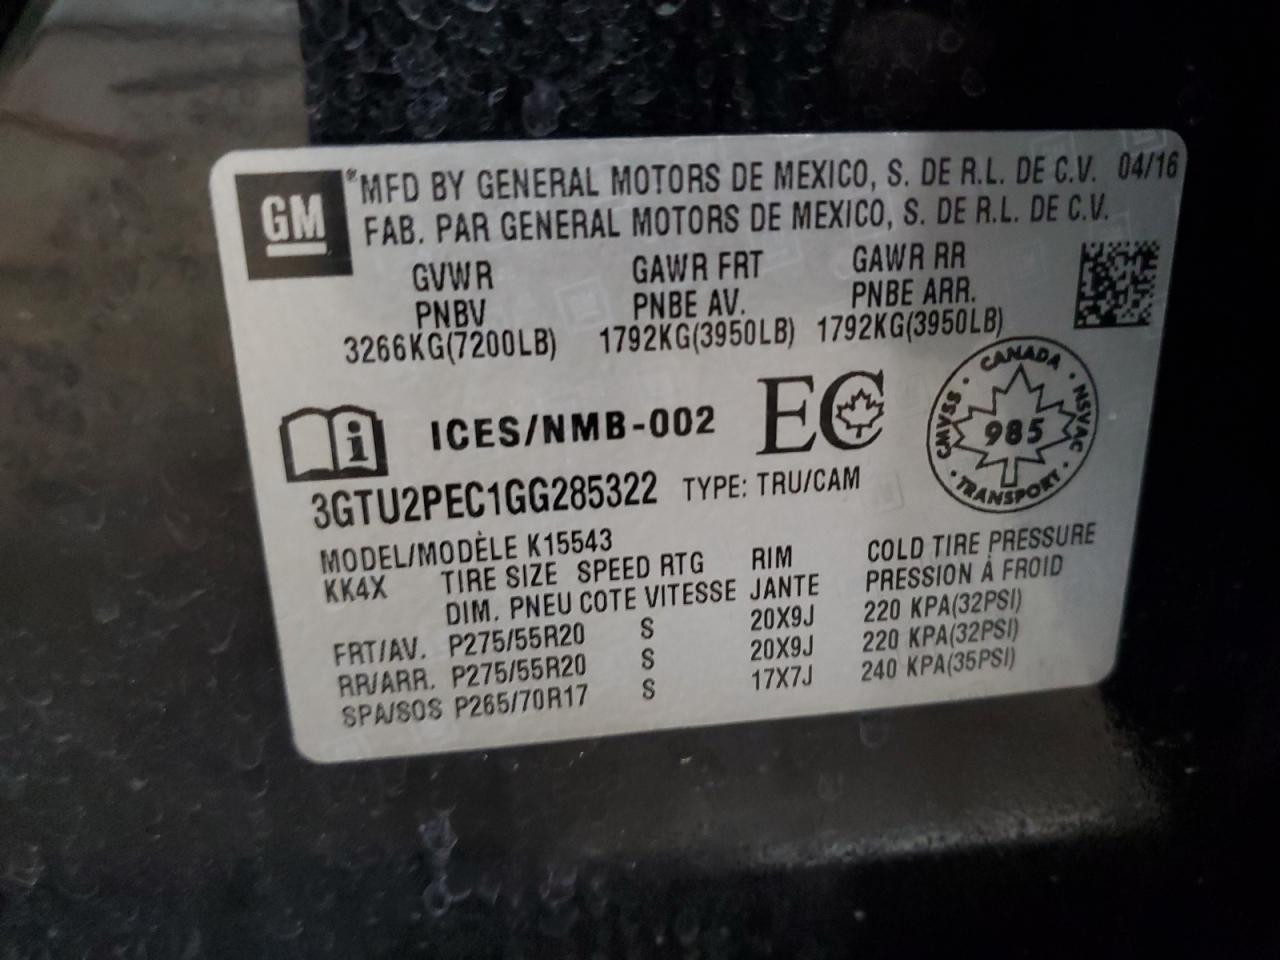 GM
*MFD BY GENERAL MOTORS DE MEXICO, S. DE R.L. DE C.V. 04/16
FAB. PAR GENERAL MOTORS DE MEXICO, S. DE R.L. DE C.V.
GVWR GAWR FRT GAWR RR
PNBV PNBE AV. PNBE ARR.
3266KG(7200LB) 1792KG(3950LB) 1792KG(3950LB)
i ICES/NMB-002 EC
CANADA
CMVSS · NSVAC
985
· TRANSPORT ·
3GTU2PEC1GG285322 TYPE: TRU/CAM
MODEL/MODÈLE K15543
KK4X TIRE SIZE SPEED RTG RIM COLD TIRE PRESSURE
DIM. PNEU COTE VITESSE JANTE PRESSION À FROID
FRT/AV. P275/55R20 S 20X9J 220 KPA(32PSI)
RR/ARR. P275/55R20 S 20X9J 220 KPA(32PSI)
SPA/SOS P265/70R17 S 17X7J 240 KPA(35PSI)